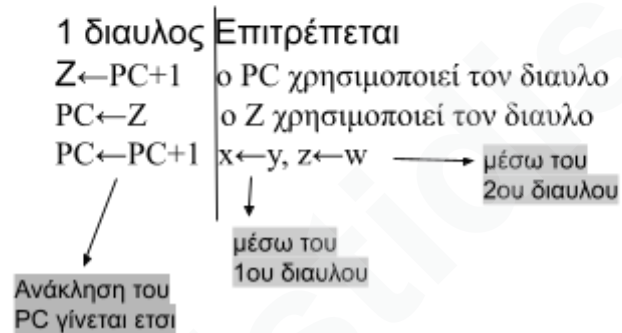 1 διαυλος Επιτρέπεται
Z←PC+1 ο PC χρησιμοποιεί τον διαυλο
PC←Z ο Z χρησιμοποιεί τον διαυλο
PC←PC+1 x←y, z←w
μέσω του
2ου διαυλου
μέσω του
1ου διαυλου
Ανάκληση του
PC γίνεται ετσι